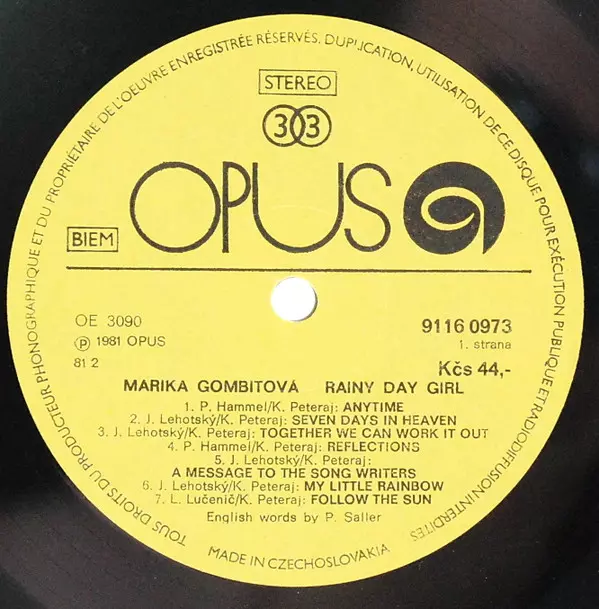 TOUS DROITS DU PRODUCTEUR PHONOGRAPHIQUE ET DU PROPRIÉTAIRE DE L'OEUVRE ENREGISTRÉE RÉSERVÉS. DUPLICATION, UTILISATION DE CE DISQUE POUR EXÉCUTION PUBLIQUE ET RADIODIFFUSION INTERDITES
STEREO
33
OPUS
BIEM
OE 3090
9116 0973
℗ 1981 OPUS
1. strana
81 2
Kčs 44,-
MARIKA GOMBITOVÁ RAINY DAY GIRL
1. P. Hammel/K. Peteraj: ANYTIME
2. J. Lehotský/K. Peteraj: SEVEN DAYS IN HEAVEN
3. J. Lehotský/K. Peteraj: TOGETHER WE CAN WORK IT OUT
4. P. Hammel/K. Peteraj: REFLECTIONS
5. J. Lehotský/K. Peteraj:
A MESSAGE TO THE SONG WRITERS
6. J. Lehotský/K. Peteraj: MY LITTLE RAINBOW
7. L. Lučenič/K. Peteraj: FOLLOW THE SUN
English words by P. Saller
MADE IN CZECHOSLOVAKIA